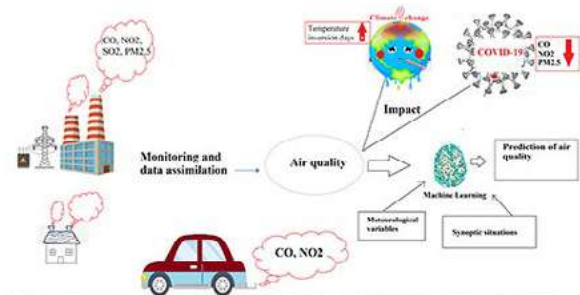 CO, NO2,
SO2, PM2.5
Temperature
inversion days
Climate change
COVID-19
CO
NO2
PM2.5
Impact
Monitoring and
data assimilation
Air quality
Prediction of air
quality
Machine Learning
Meteorological
variables
Synoptic situations
CO, NO2